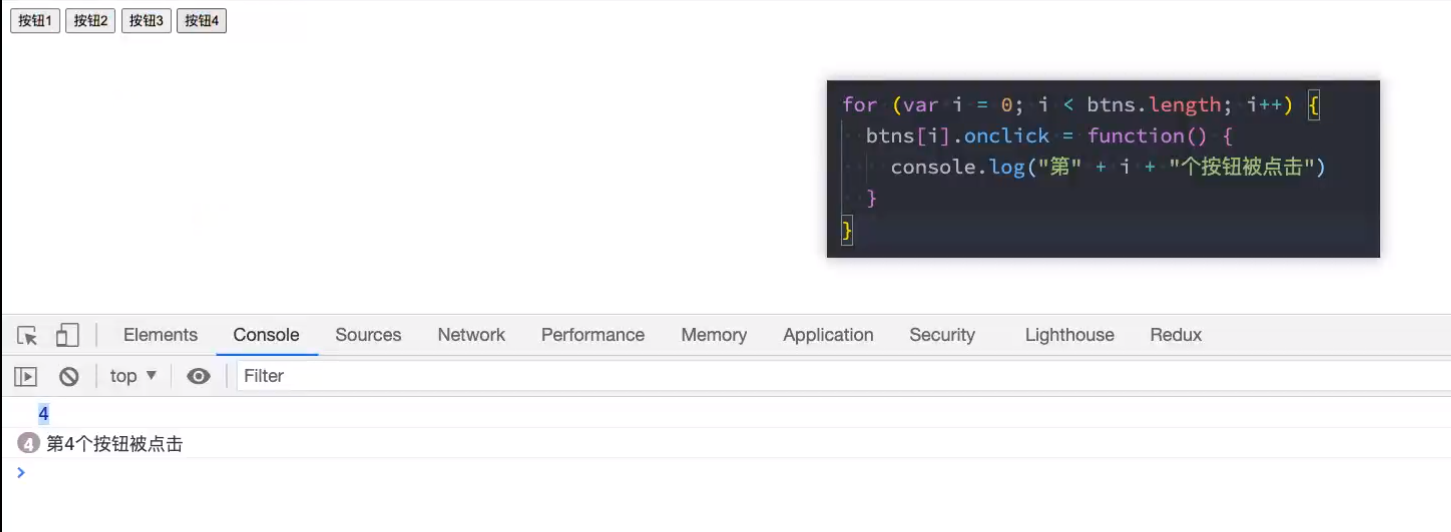 按钮1 按钮2 按钮3 按钮4
for (var i = 0; i < btns.length; i++) {
btns[i].onclick = function() {
console.log("第" + i + "个按钮被点击")
}
}
Elements Console Sources Network Performance Memory Application Security Lighthouse Redux
top ▼ Filter
4
4 第4个按钮被点击
>